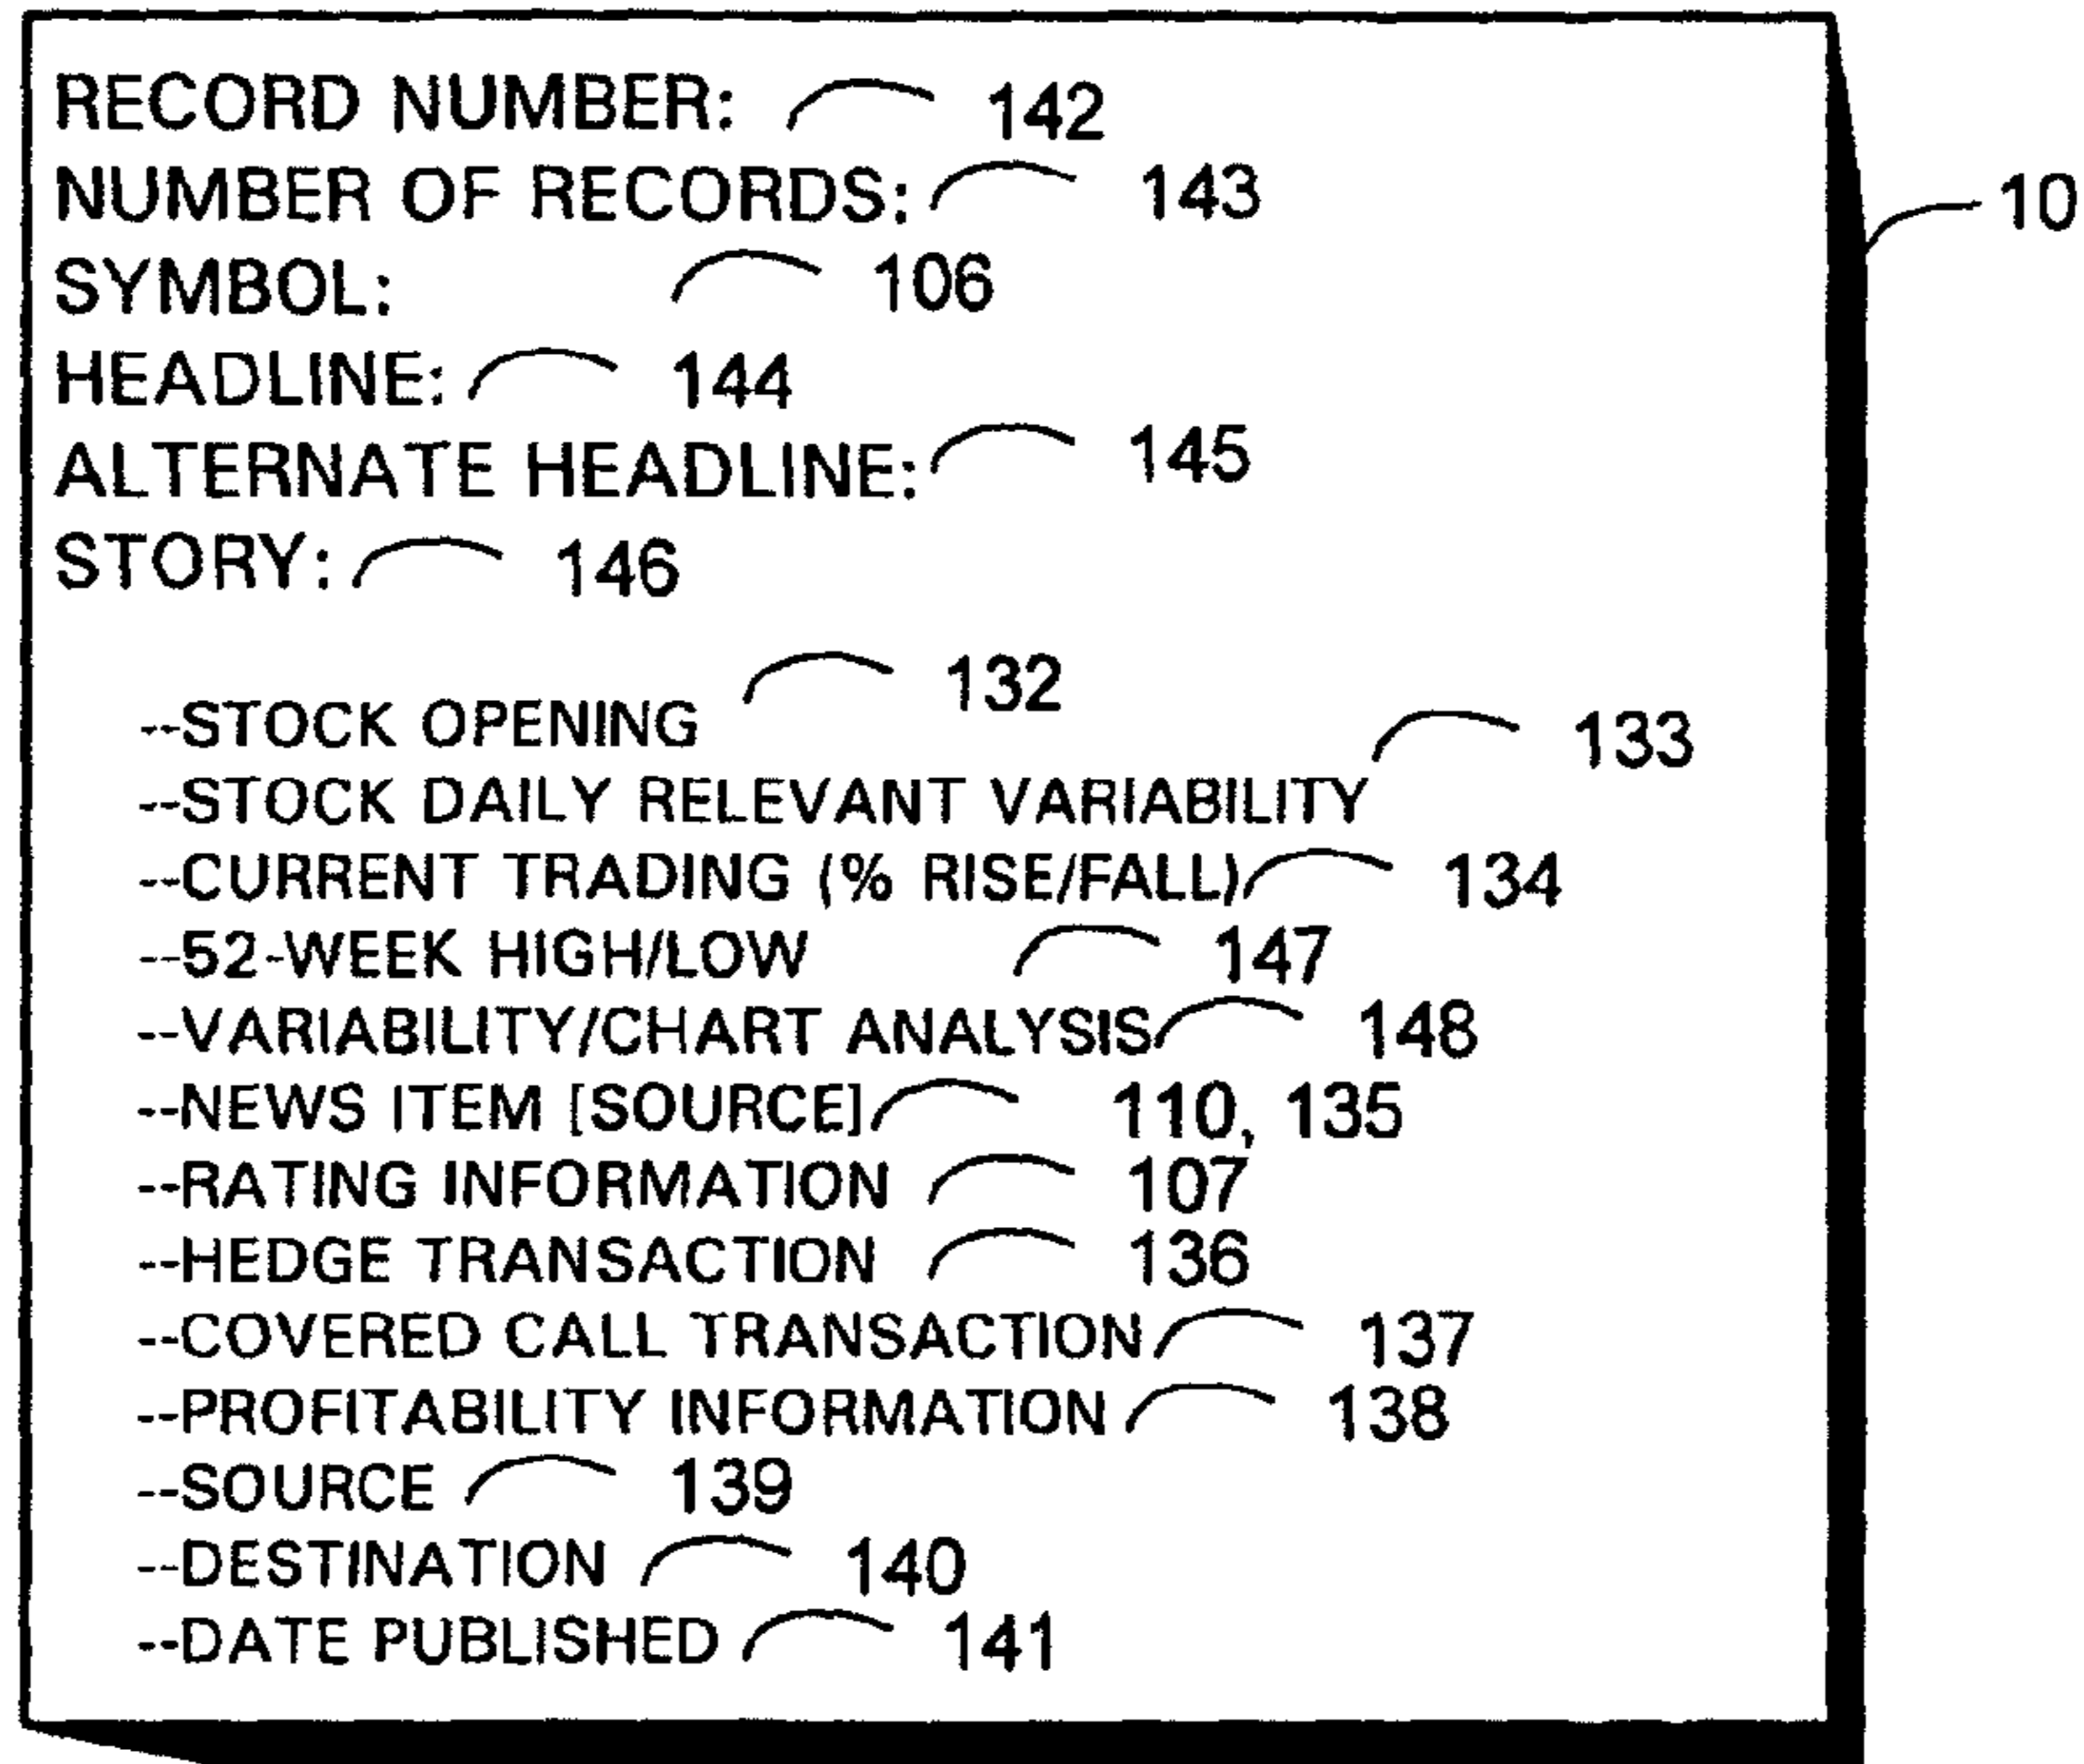 RECORD NUMBER: 142
NUMBER OF RECORDS: 143
10
SYMBOL: 106
HEADLINE: 144
ALTERNATE HEADLINE: 145
STORY: 146
--STOCK OPENING 132
--STOCK DAILY RELEVANT VARIABILITY 133
--CURRENT TRADING (% RISE/FALL) 134
--52-WEEK HIGH/LOW 147
--VARIABILITY/CHART ANALYSIS 148
--NEWS ITEM [SOURCE] 110, 135
--RATING INFORMATION 107
--HEDGE TRANSACTION 136
--COVERED CALL TRANSACTION 137
--PROFITABILITY INFORMATION 138
--SOURCE 139
--DESTINATION 140
--DATE PUBLISHED 141